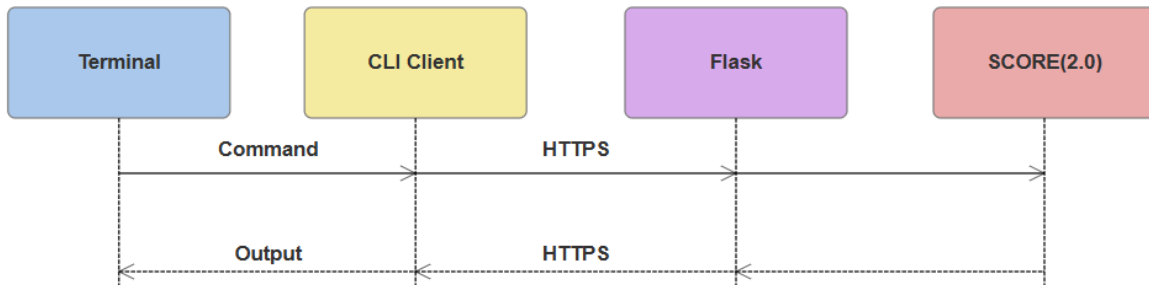 Terminal
CLI Client
Flask
SCORE(2.0)
Command
HTTPS
Output
HTTPS